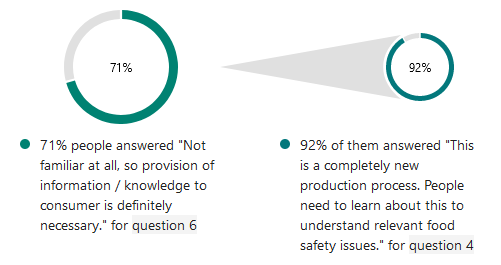 71%
92%
71% people answered "Not
familiar at all, so provision of
information / knowledge to
consumer is definitely
necessary." for question 6
92% of them answered "This
is a completely new
production process. People
need to learn about this to
understand relevant food
safety issues." for question 4